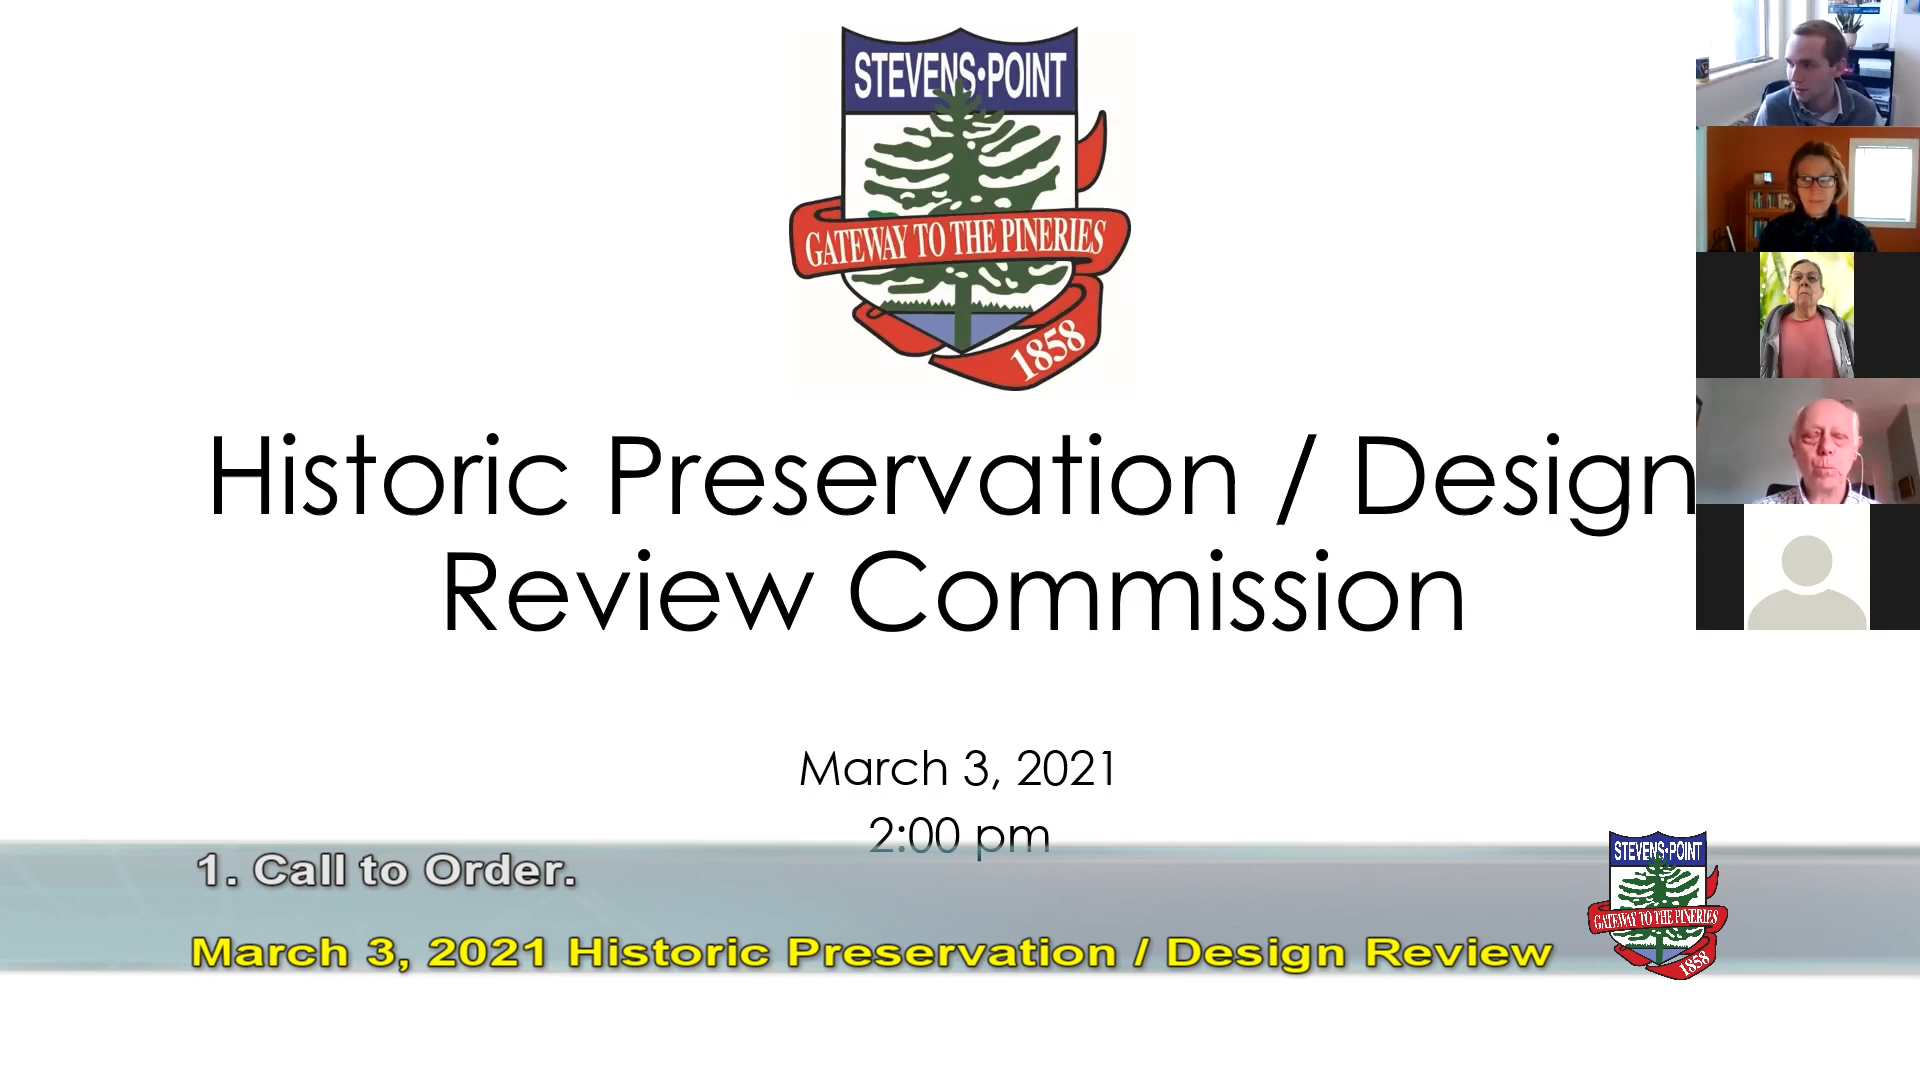 STEVENS•POINT
GATEWAY TO THE PINERIES
1858
Historic Preservation / Design
Review Commission
March 3, 2021
2:00 pm
1. Call to Order.
March 3, 2021 Historic Preservation / Design Review
STEVENS•POINT
GATEWAY TO THE PINERIES
1858